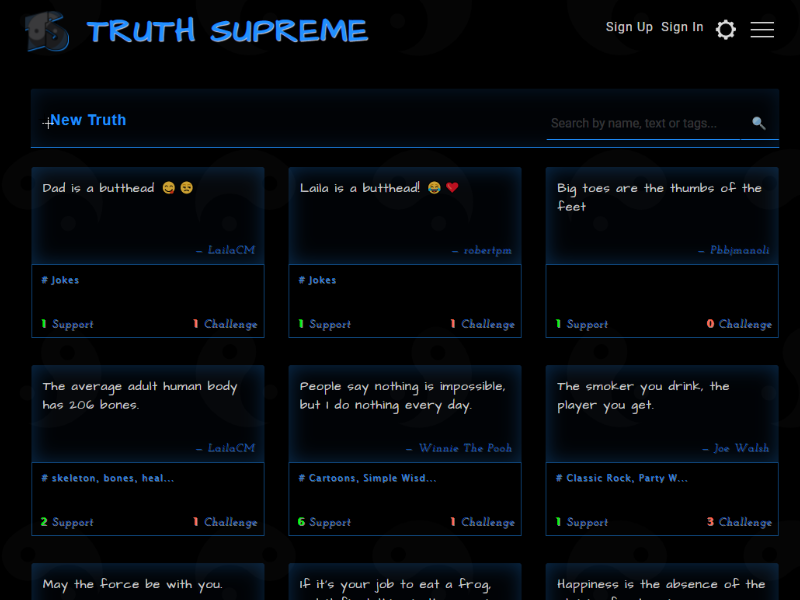 TRUTH SUPREME
Sign Up Sign In
New Truth
Search by name, text or tags...
Dad is a butthead 😋 😒
— LailaCM
# Jokes
1 Support 1 Challenge
Laila is a butthead! 😂 ❤️
— robertpm
# Jokes
1 Support 1 Challenge
Big toes are the thumbs of the
feet
— Pbbjmanoli
1 Support 0 Challenge
The average adult human body
has 206 bones.
— LailaCM
# skeleton, bones, heal...
2 Support 1 Challenge
People say nothing is impossible,
but I do nothing every day.
— Winnie The Pooh
# Cartoons, Simple Wisd...
6 Support 1 Challenge
The smoker you drink, the
player you get.
— Joe Walsh
# Classic Rock, Party W...
1 Support 3 Challenge
May the force be with you.
If it's your job to eat a frog,
Happiness is the absence of the